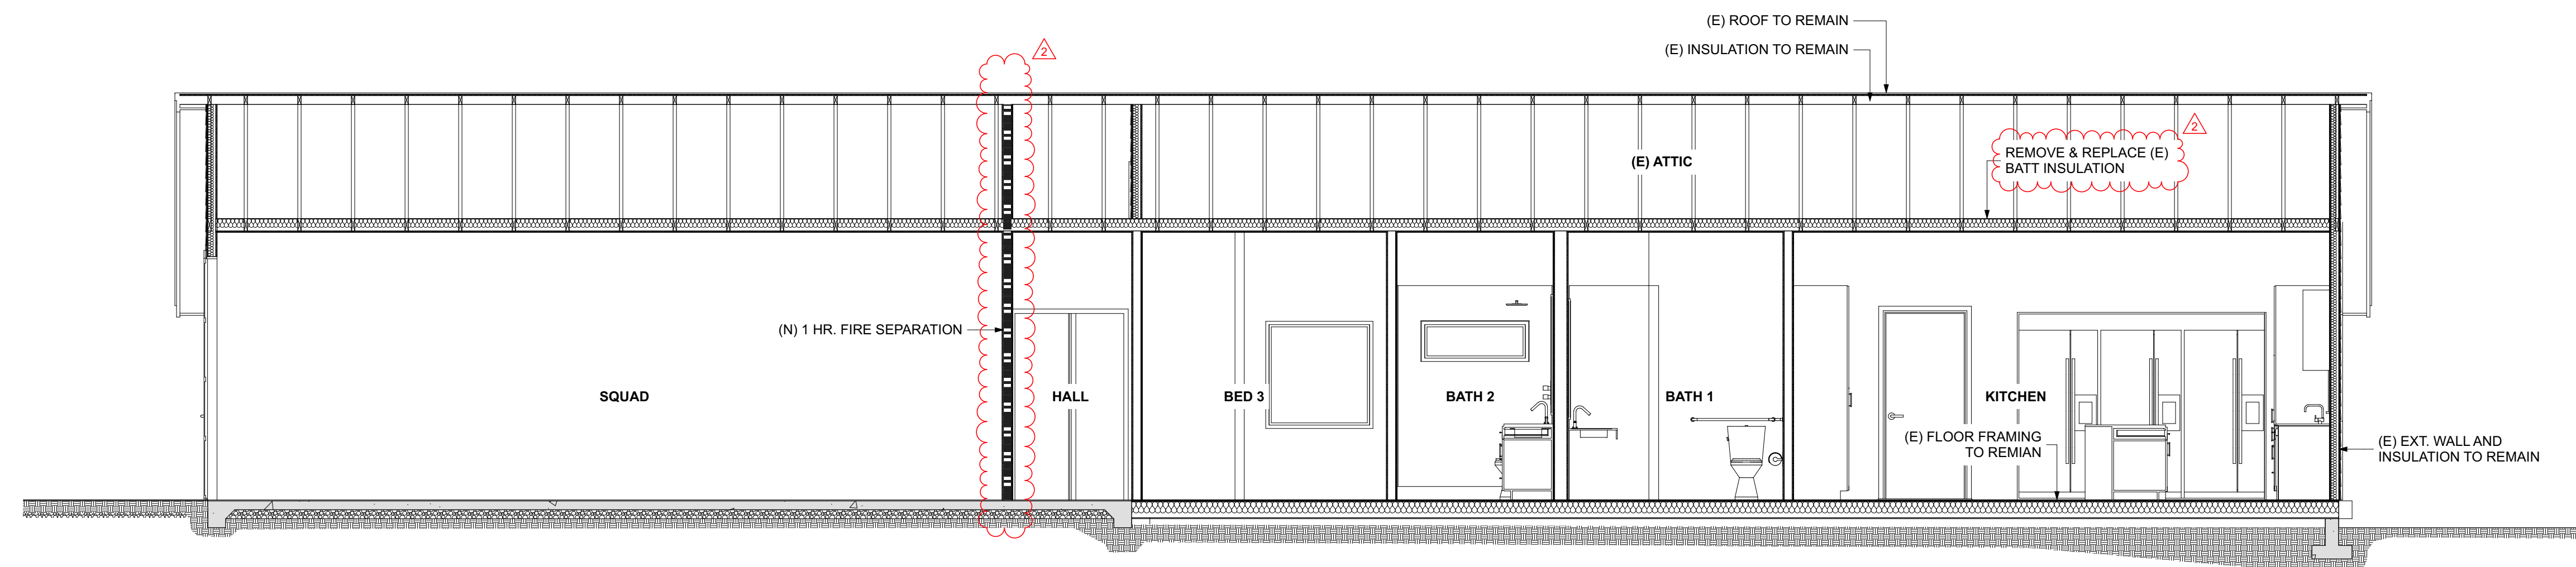 (E) ROOF TO REMAIN
(E) INSULATION TO REMAIN
2
2
(E) ATTIC
REMOVE & REPLACE (E)
BATT INSULATION
(N) 1 HR. FIRE SEPARATION
SQUAD
HALL
BED 3
BATH 2
BATH 1
KITCHEN
(E) FLOOR FRAMING
TO REMIAN
(E) EXT. WALL AND
INSULATION TO REMAIN